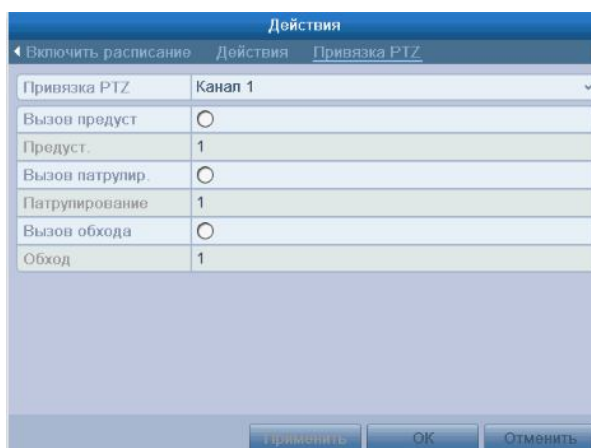 Действия
Включить расписание Действия Привязка PTZ
Привязка PTZ Канал 1
Вызов предуст
Предуст. 1
Вызов патрулир.
Патрулирование 1
Вызов обхода
Обход 1
Применить OK Отменить